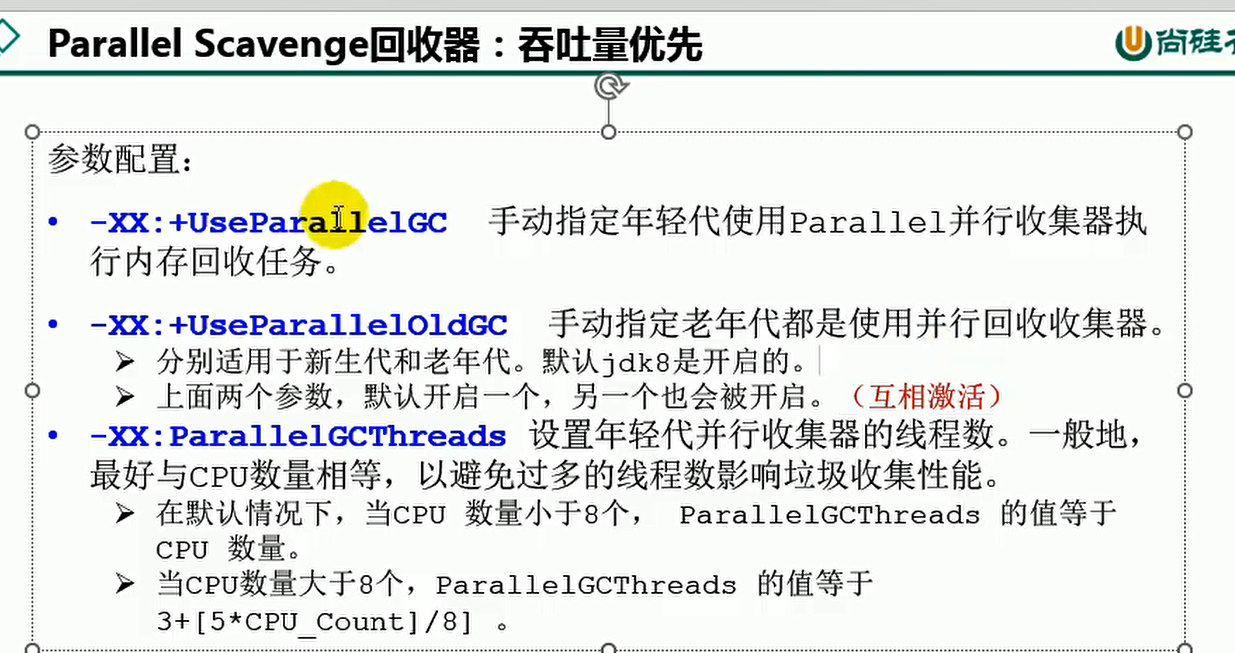 Parallel Scavenge回收器：吞吐量优先
尚硅
参数配置：
• -XX:+UseParallelGC 手动指定年轻代使用Parallel并行收集器执
行内存回收任务。
• -XX:+UseParallelOldGC 手动指定老年代都是使用并行回收收集器。
➢ 分别适用于新生代和老年代。默认jdk8是开启的。
➢ 上面两个参数，默认开启一个，另一个也会被开启。（互相激活）
• -XX:ParallelGCThreads 设置年轻代并行收集器的线程数。一般地，
最好与CPU数量相等，以避免过多的线程数影响垃圾收集性能。
➢ 在默认情况下，当CPU 数量小于8个， ParallelGCThreads 的值等于
CPU 数量。
➢ 当CPU数量大于8个，ParallelGCThreads 的值等于
3+[5*CPU_Count]/8] 。